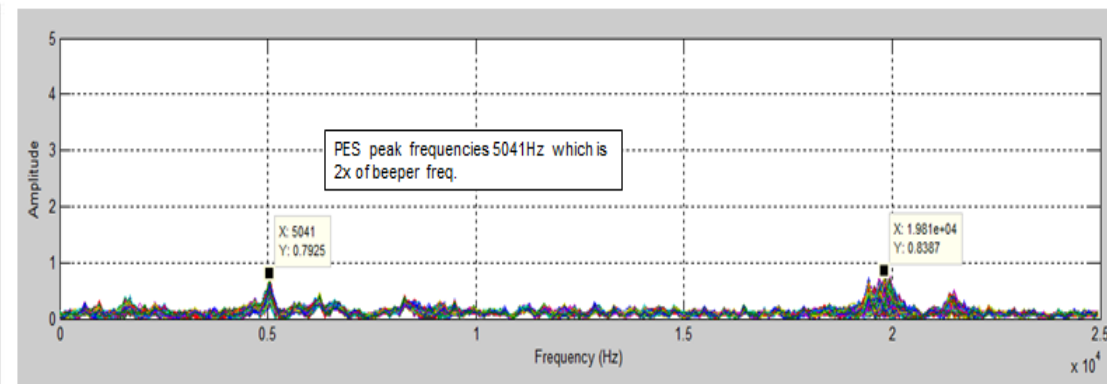 5
4
3
2
1
0
Amplitude
PES peak frequencies 5041Hz which is
2x of beeper freq.
X: 5041
Y: 0.7925
X: 1.981e+04
Y: 0.8387
0 0.5 1 1.5 2 2.5
Frequency (Hz)
x 10^4